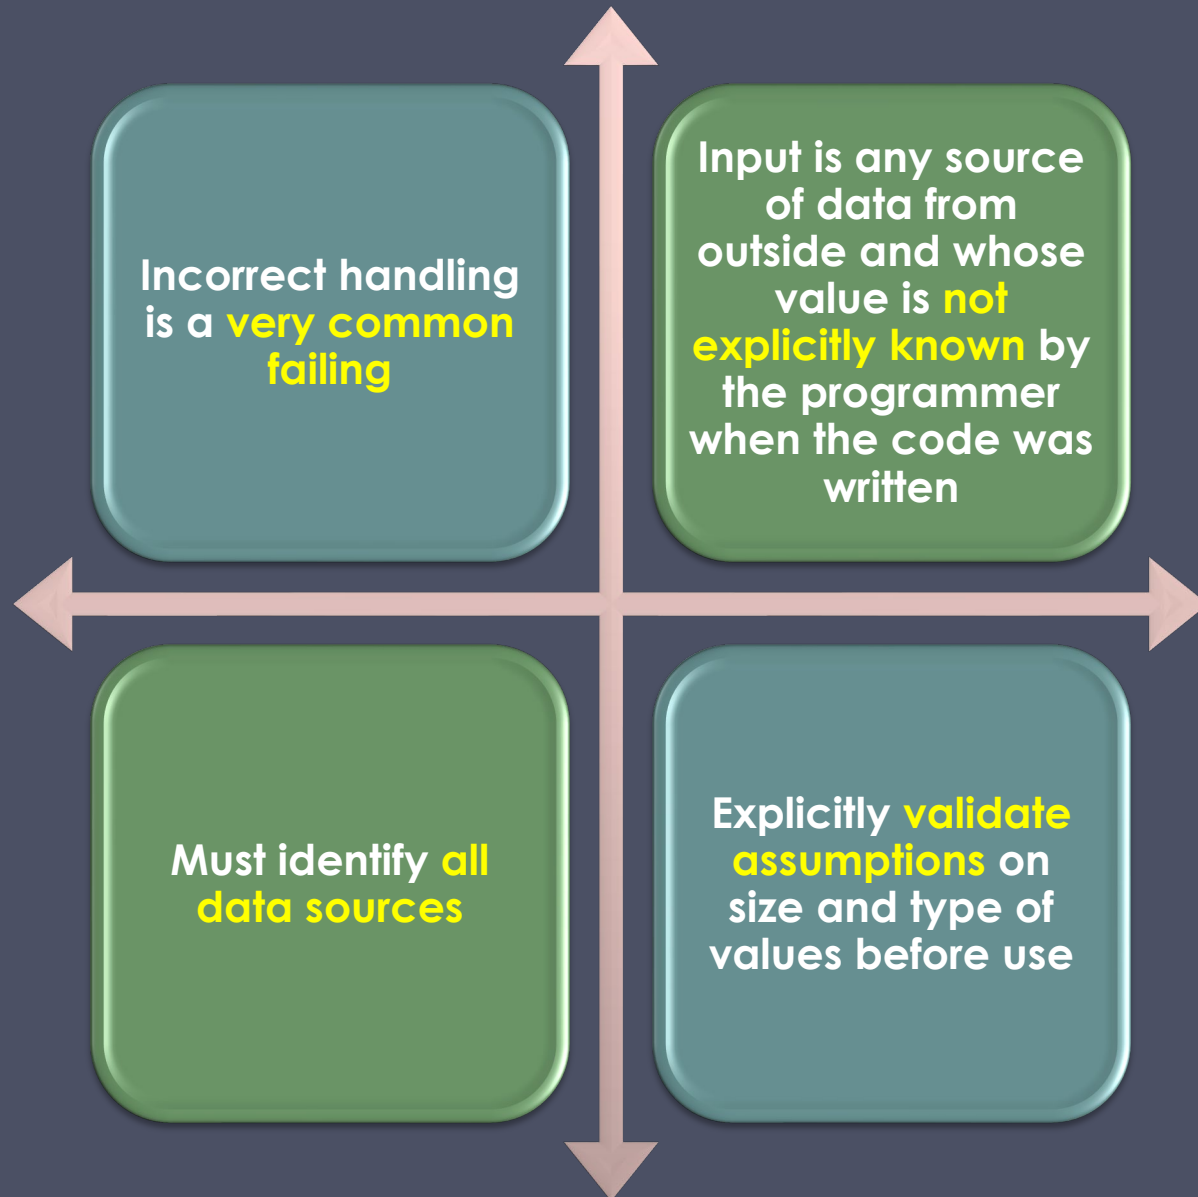 Incorrect handling
is a very common
failing
Input is any source
of data from
outside and whose
value is not
explicitly known by
the programmer
when the code was
written
Must identify all
data sources
Explicitly validate
assumptions on
size and type of
values before use